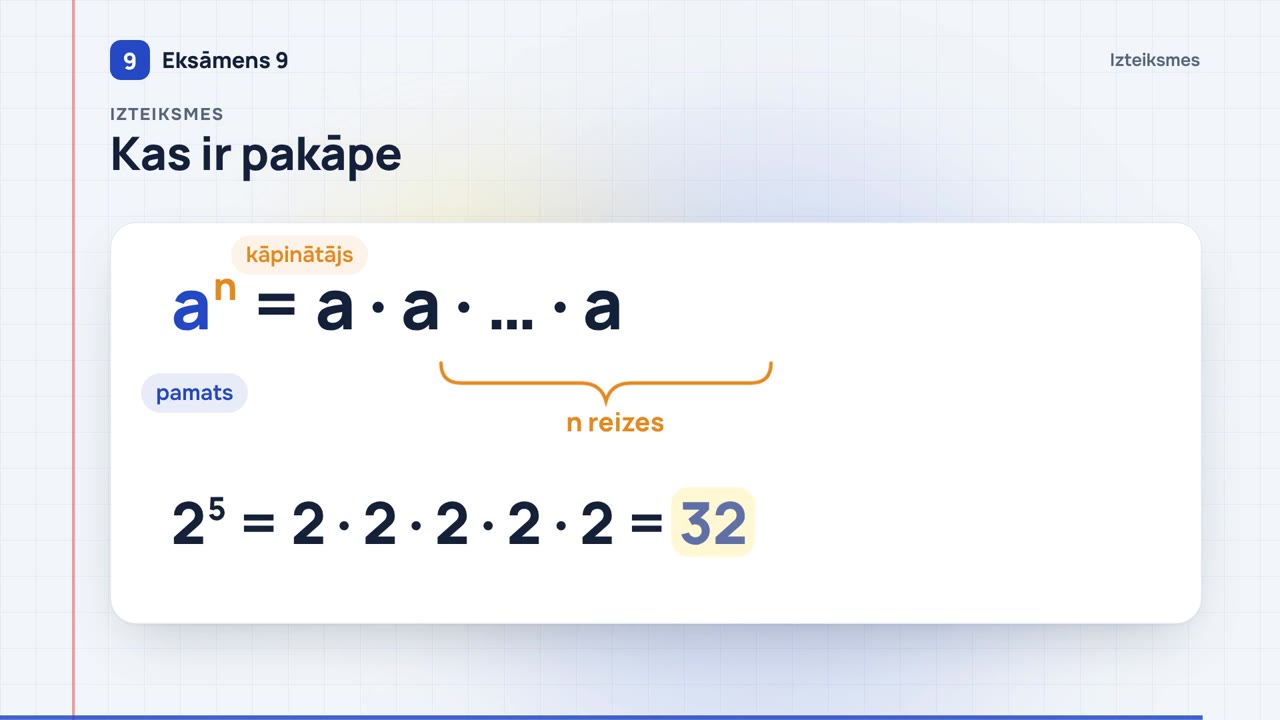 9 Eksāmens 9
Izteiksmes
IZTEIKSMES
Kas ir pakāpe
kāpinātājs
aⁿ = a · a · ... · a
pamats
n reizes
2⁵ = 2 · 2 · 2 · 2 · 2 = 32